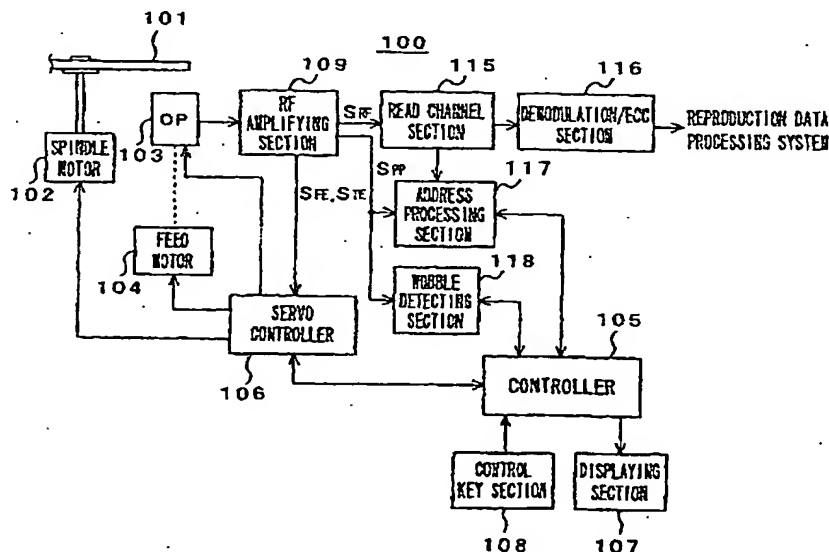 100
101
109
115
116
OP
103
RF
AMPLIFYING
SECTION
SRF
READ CHANNEL
SECTION
DEMODULATION/ECC
SECTION
REPRODUCTION DATA
PROCESSING SYSTEM
SPINDLE
MOTOR
102
SPP
117
SFE, STE
ADDRESS
PROCESSING
SECTION
FEED
MOTOR
104
118
WOBBLE
DETECTING
SECTION
SERVO
CONTROLLER
106
105
CONTROLLER
CONTROL
KEY SECTION
108
DISPLAYING
SECTION
107